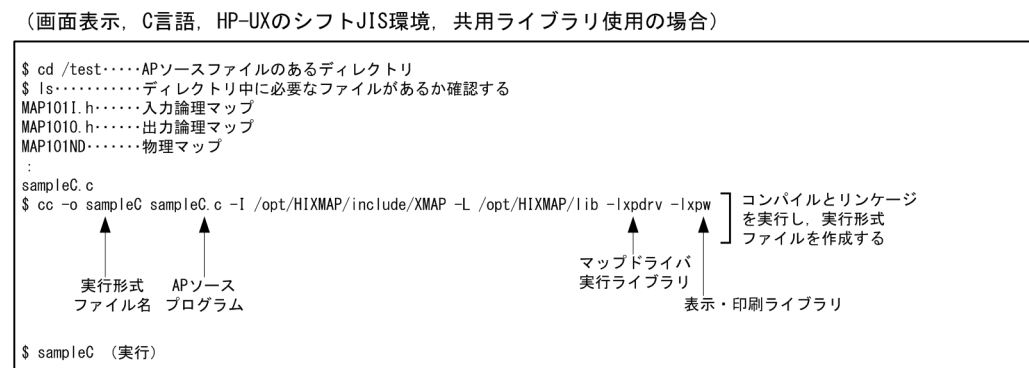 （画面表示，C言語，HP-UXのシフトJIS環境，共用ライブラリ使用の場合）
$ cd /test･････APソースファイルのあるディレクトリ
$ ls･･･････････ディレクトリ中に必要なファイルがあるか確認する
MAP101I.h･･････入力論理マップ
MAP101O.h･･････出力論理マップ
MAP101ND･･･････物理マップ
:
sampleC.c
$ cc -o sampleC sampleC.c -I /opt/HIXMAP/include/XMAP -L /opt/HIXMAP/lib -lxpdrv -lxpw
コンパイルとリンケージ
を実行し，実行形式
ファイルを作成する
実行形式
ファイル名
APソース
プログラム
マップドライバ
実行ライブラリ
表示・印刷ライブラリ
$ sampleC （実行）